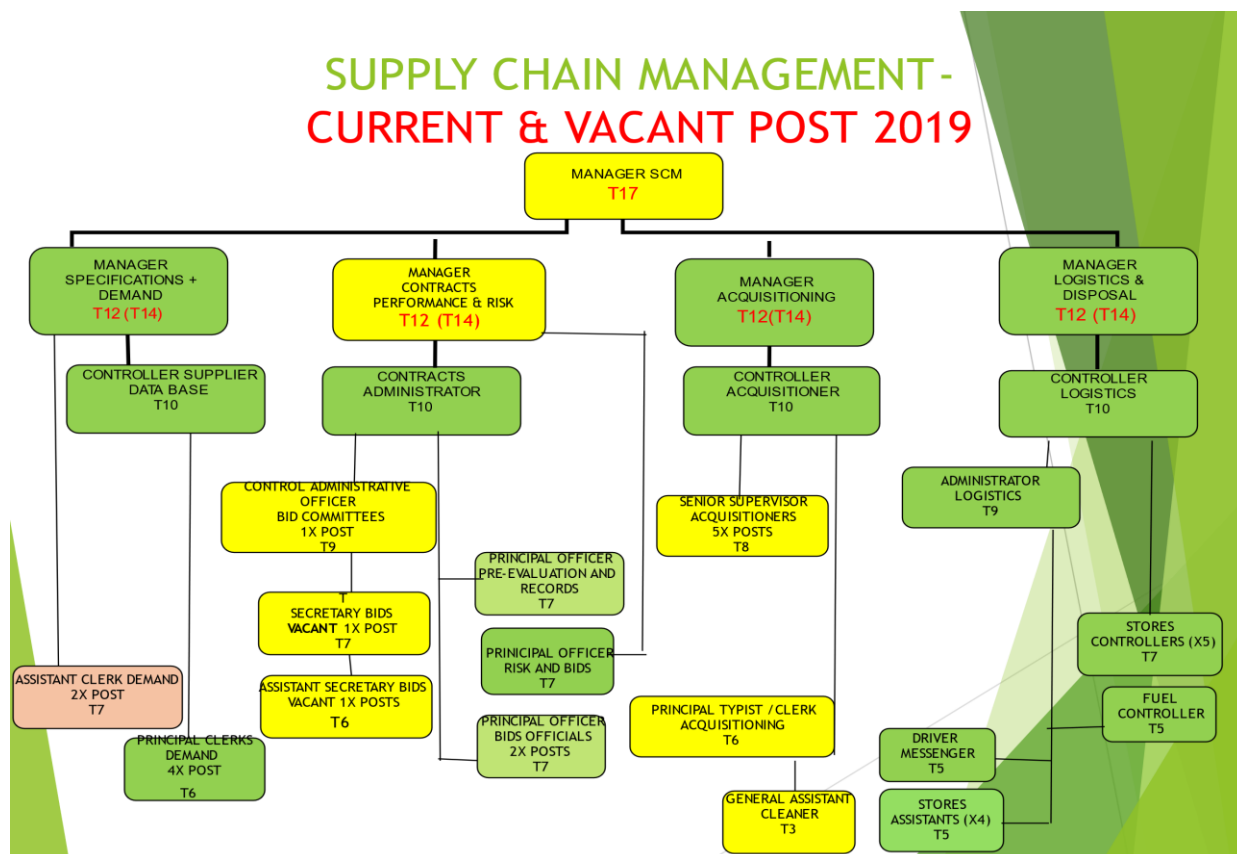 SUPPLY CHAIN MANAGEMENT-
CURRENT & VACANT POST 2019
MANAGER SCM
T17
MANAGER
SPECIFICATIONS +
DEMAND
T12 (T14)
MANAGER
CONTRACTS
PERFORMANCE & RISK
T12 (T14)
MANAGER
ACQUISITIONING
T12(T14)
MANAGER
LOGISTICS &
DISPOSAL
T12 (T14)
CONTROLLER SUPPLIER
DATA BASE
T10
CONTRACTS
ADMINISTRATOR
T10
CONTROLLER
ACQUISITIONER
T10
CONTROLLER
LOGISTICS
T10
CONTROL ADMINISTRATIVE
OFFICER
BID COMMITTEES
1X POST
T9
SENIOR SUPERVISOR
ACQUISITIONERS
5X POSTS
T8
ADMINISTRATOR
LOGISTICS
T9
PRINCIPAL OFFICER
PRE-EVALUATION AND
RECORDS
T7
T
SECRETARY BIDS
VACANT 1X POST
T7
PRINICIPAL OFFICER
RISK AND BIDS
T7
STORES
CONTROLLERS (X5)
T7
ASSISTANT CLERK DEMAND
2X POST
T7
ASSISTANT SECRETARY BIDS
VACANT 1X POSTS
T6
PRINCIPAL OFFICER
BIDS OFFICIALS
2X POSTS
T7
PRINCIPAL TYPIST /CLERK
ACQUISITIONING
T6
FUEL
CONTROLLER
T5
PRINCIPAL CLERKS
DEMAND
4X POST
T6
DRIVER
MESSENGER
T5
GENERAL ASSISTANT
CLEANER
T3
STORES
ASSISTANTS (X4)
T5